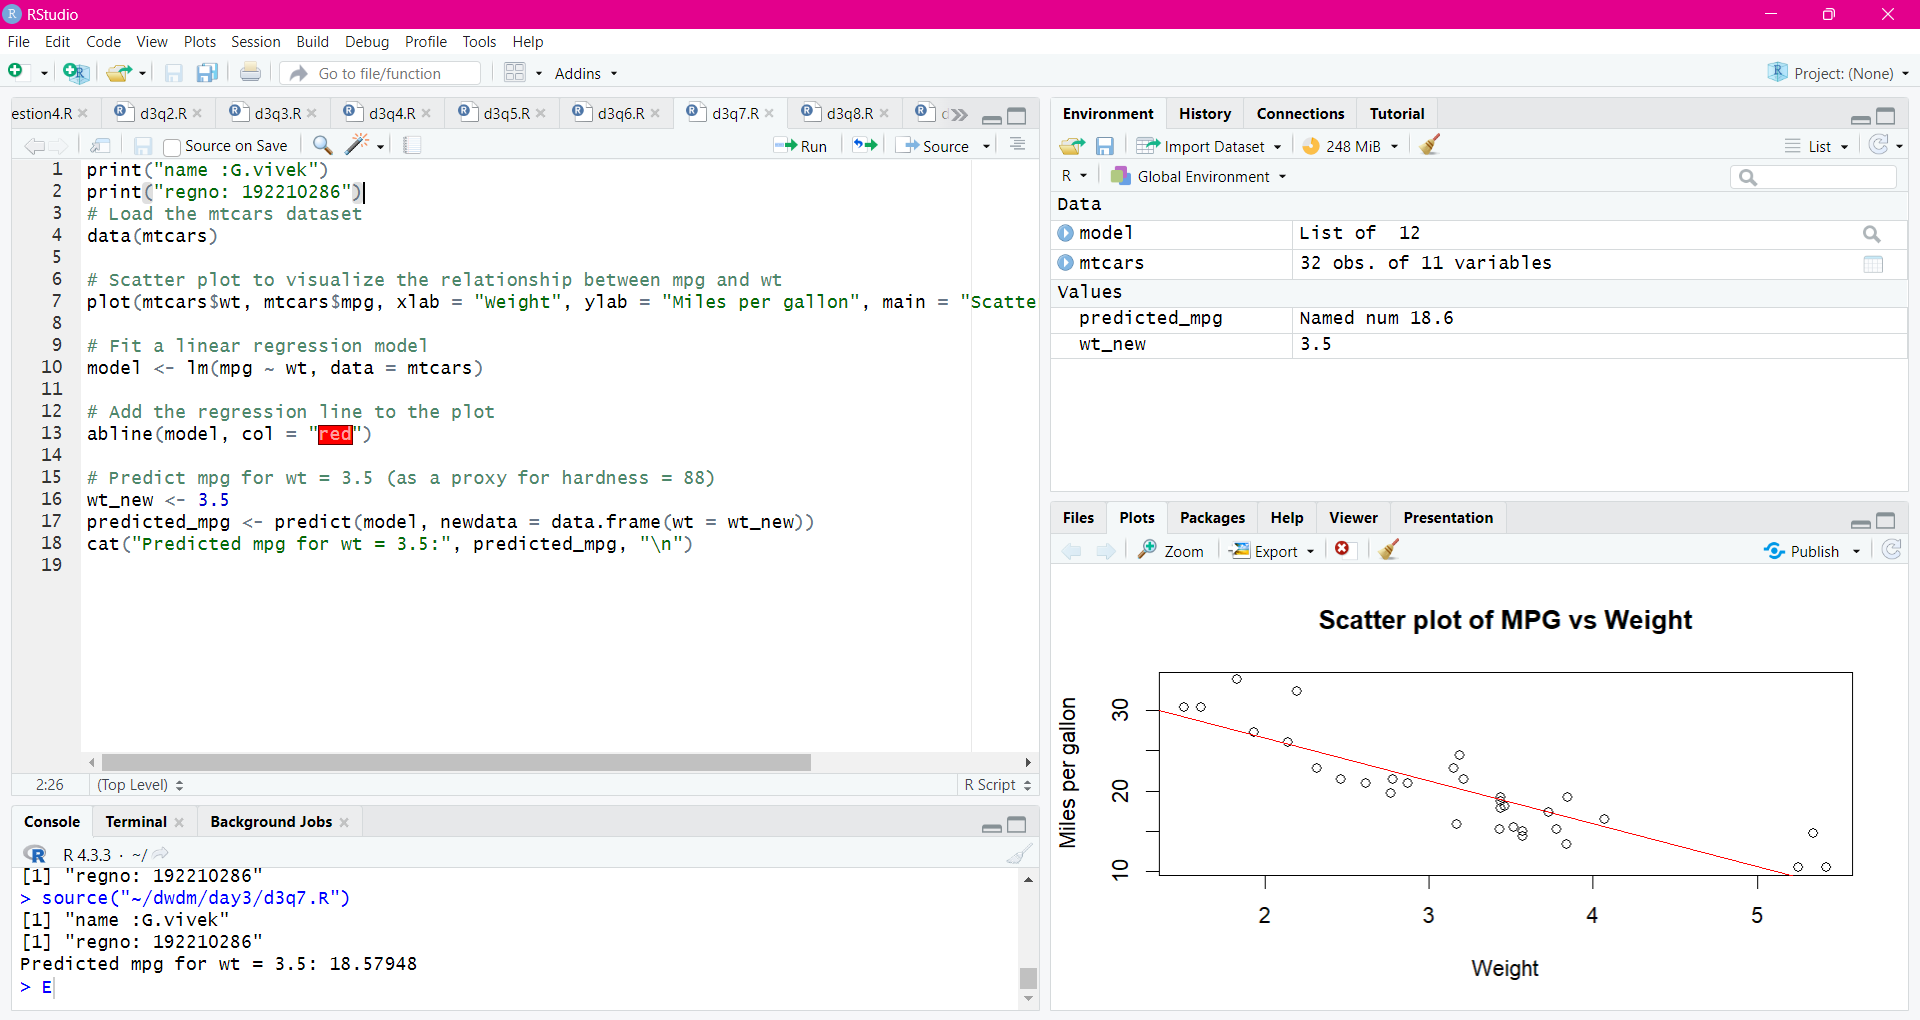 RStudio
File Edit Code View Plots Session Build Debug Profile Tools Help
Go to file/function Addins Project: (None)
estion4.R d3q2.R d3q3.R d3q4.R d3q5.R d3q6.R d3q7.R d3q8.R
Source on Save Run Source
1 print("name :G.vivek")
2 print("regno: 192210286")
3 # Load the mtcars dataset
4 data(mtcars)
5
6 # Scatter plot to visualize the relationship between mpg and wt
7 plot(mtcars$wt, mtcars$mpg, xlab = "Weight", ylab = "Miles per gallon", main = "Scatte
8
9 # Fit a linear regression model
10 model <- lm(mpg ~ wt, data = mtcars)
11
12 # Add the regression line to the plot
13 abline(model, col = "red")
14
15 # Predict mpg for wt = 3.5 (as a proxy for hardness = 88)
16 wt_new <- 3.5
17 predicted_mpg <- predict(model, newdata = data.frame(wt = wt_new))
18 cat("Predicted mpg for wt = 3.5:", predicted_mpg, "\n")
19
2:26 (Top Level) R Script
Console Terminal Background Jobs
R 4.3.3 · ~/
[1] "regno: 192210286"
> source("~/dwdm/day3/d3q7.R")
[1] "name :G.vivek"
[1] "regno: 192210286"
Predicted mpg for wt = 3.5: 18.57948
> E
Environment History Connections Tutorial
Import Dataset 248 MiB List
R Global Environment
Data
model List of 12
mtcars 32 obs. of 11 variables
Values
predicted_mpg Named num 18.6
wt_new 3.5
Files Plots Packages Help Viewer Presentation
Zoom Export Publish
Scatter plot of MPG vs Weight
Miles per gallon
30
20
10
2 3 4 5
Weight